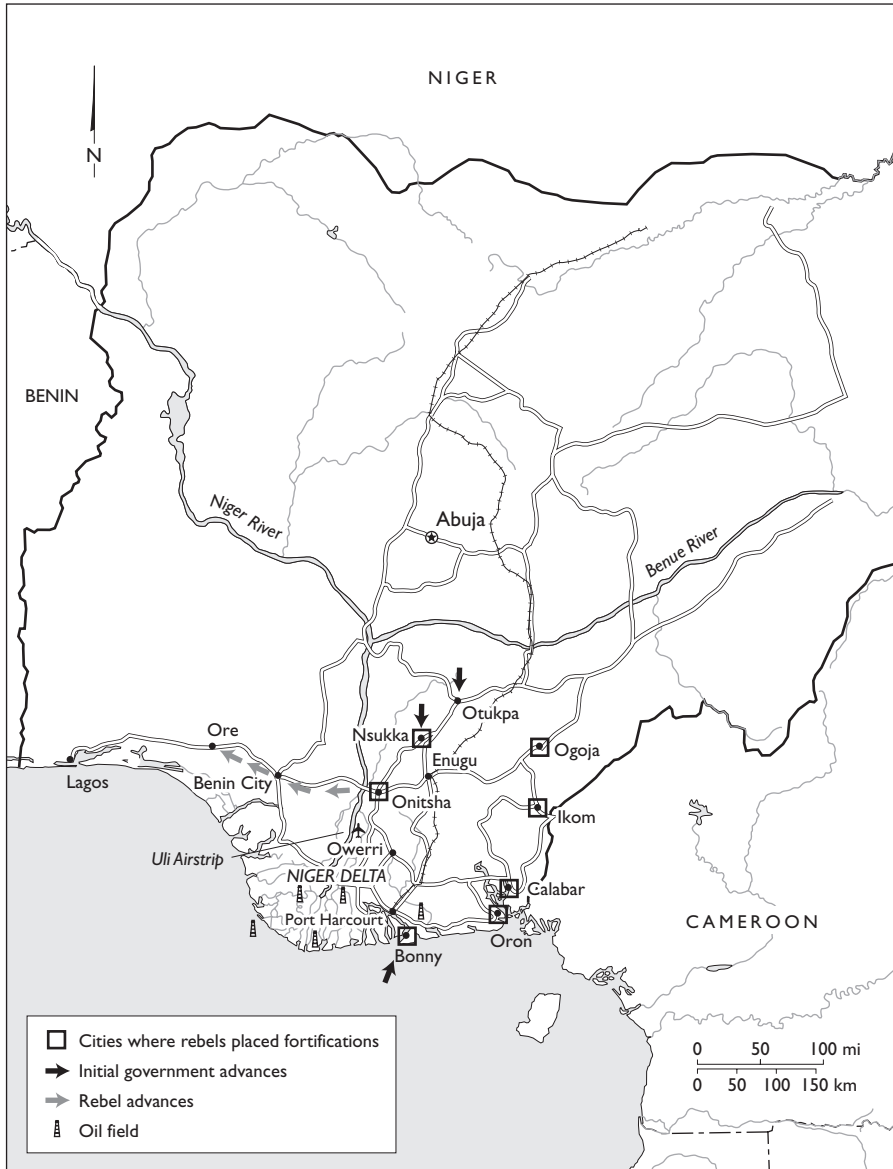 NIGER
N
BENIN
Niger River
Abuja
Benue River
Otukpa
Ore
Nsukka
Ogoja
Lagos
Benin City
Enugu
Onitsha
Ikom
Uli Airstrip
Owerri
NIGER DELTA
Calabar
Port Harcourt
Oron
CAMEROON
Bonny
Cities where rebels placed fortifications
Initial government advances
Rebel advances
Oil field
0 50 100 mi
0 50 100 150 km